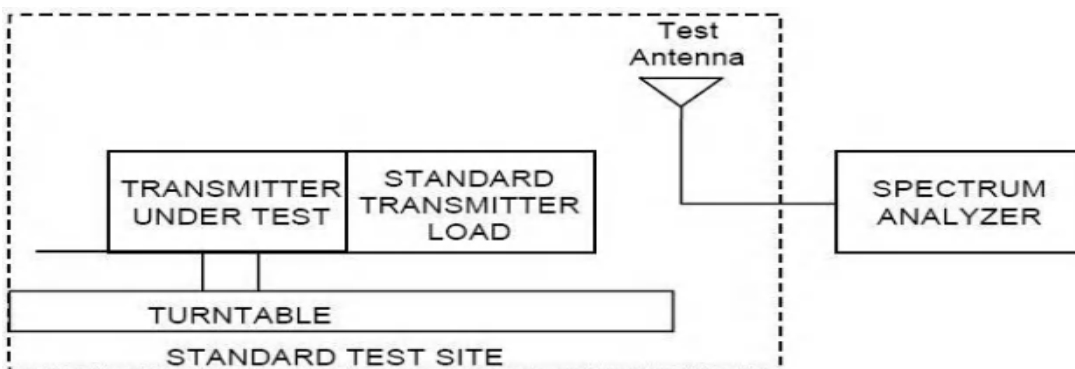 Test
Antenna
TRANSMITTER
UNDER TEST
STANDARD
TRANSMITTER
LOAD
SPECTRUM
ANALYZER
TURNTABLE
STANDARD TEST SITE